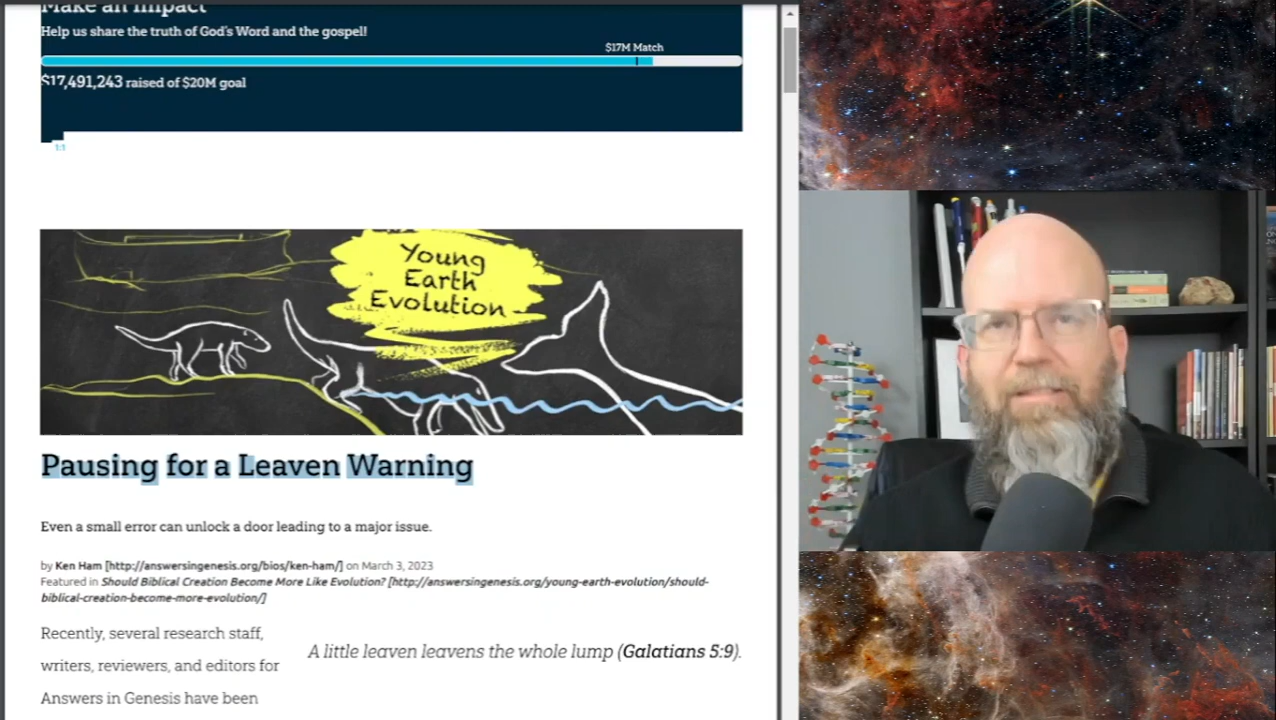 Make an Impact
Help us share the truth of God's Word and the gospel!
$17M Match
$17,491,243 raised of $20M goal
1:1
Young
Earth
Evolution
Pausing for a Leaven Warning
Even a small error can unlock a door leading to a major issue.
by Ken Ham [http://answersingenesis.org/bios/ken-ham/] on March 3, 2023
Featured in Should Biblical Creation Become More Like Evolution? [http://answersingenesis.org/young-earth-evolution/should-
biblical-creation-become-more-evolution/]
Recently, several research staff,
writers, reviewers, and editors for
Answers in Genesis have been
A little leaven leavens the whole lump (Galatians 5:9).